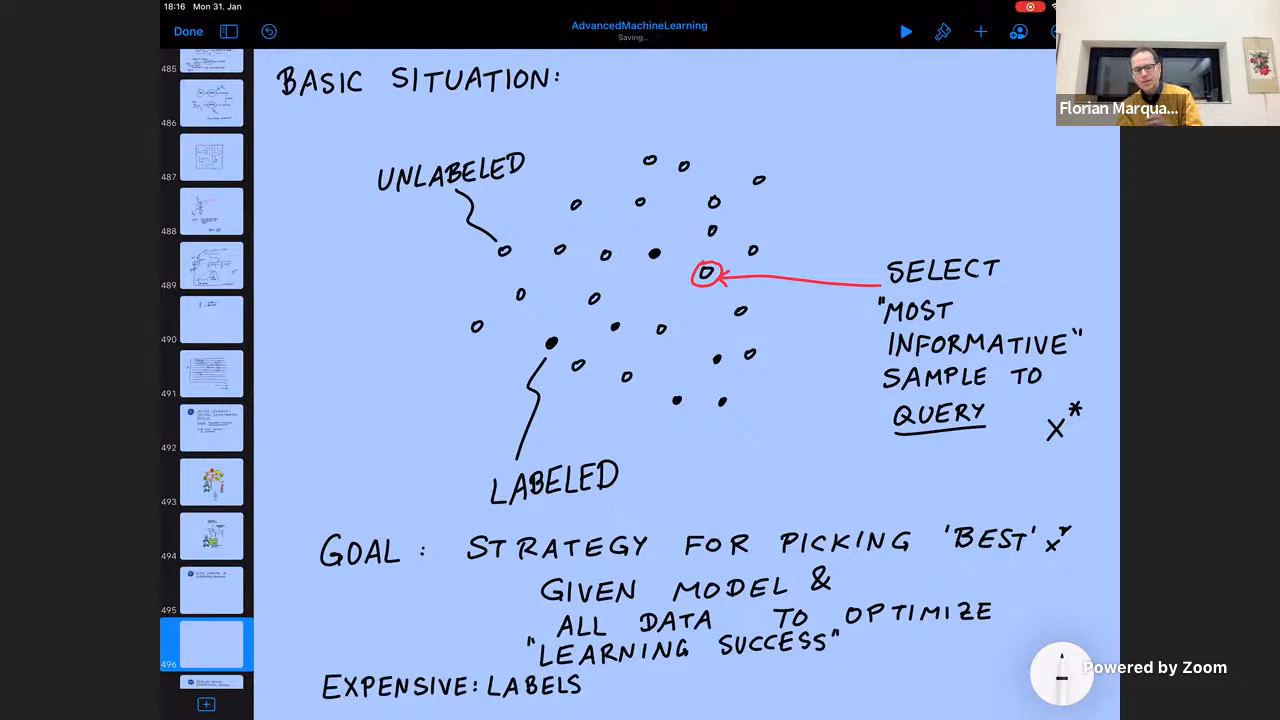 18:16 Mon 31. Jan
Done
AdvancedMachineLearning
Saving...
Florian Marqua...
485
486
487
488
489
490
491
492
493
494
495
496
BASIC SITUATION:
UNLABELED
SELECT
"MOST
INFORMATIVE"
SAMPLE TO
QUERY
X*
LABELED
GOAL: STRATEGY FOR PICKING 'BEST' x*
GIVEN MODEL &
ALL DATA TO OPTIMIZE
"LEARNING SUCCESS"
EXPENSIVE: LABELS
Powered by Zoom